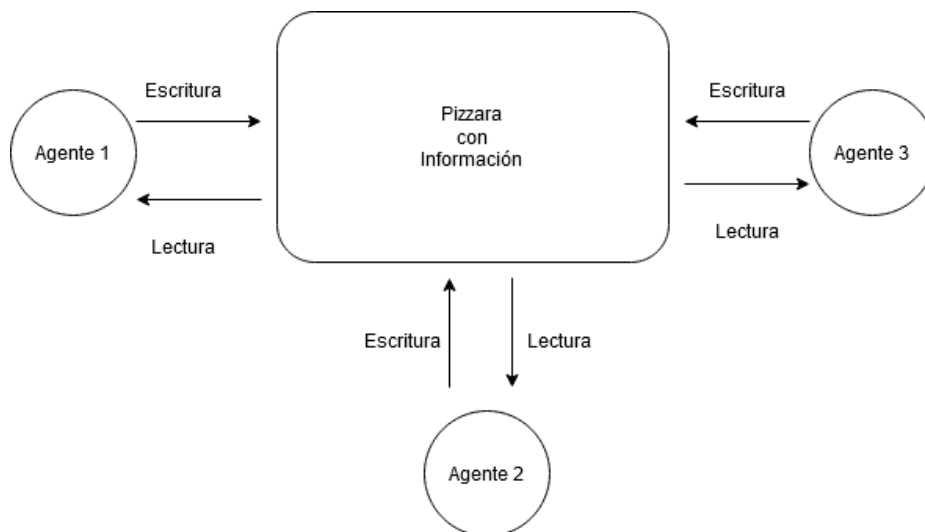 Escritura
Escritura
Pizzara
con
Información
Agente 1
Agente 3
Lectura
Lectura
Escritura
Lectura
Agente 2